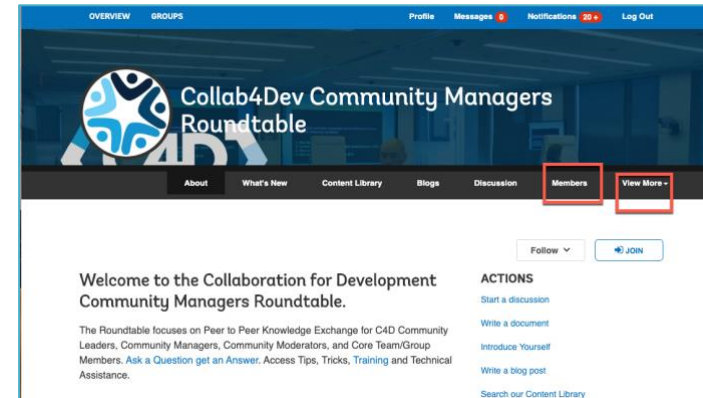 OVERVIEW GROUPS Profile Messages 0 Notifications 20+ Log Out
Collab4Dev Community Managers
Roundtable
C4D
About What's New Content Library Blogs Discussion Members View More
Follow JOIN
Welcome to the Collaboration for Development
Community Managers Roundtable.
The Roundtable focuses on Peer to Peer Knowledge Exchange for C4D Community
Leaders, Community Managers, Community Moderators, and Core Team/Group
Members. Ask a Question get an Answer. Access Tips, Tricks, Training and Technical
Assistance.
ACTIONS
Start a discussion
Write a document
Introduce Yourself
Write a blog post
Search our Content Library